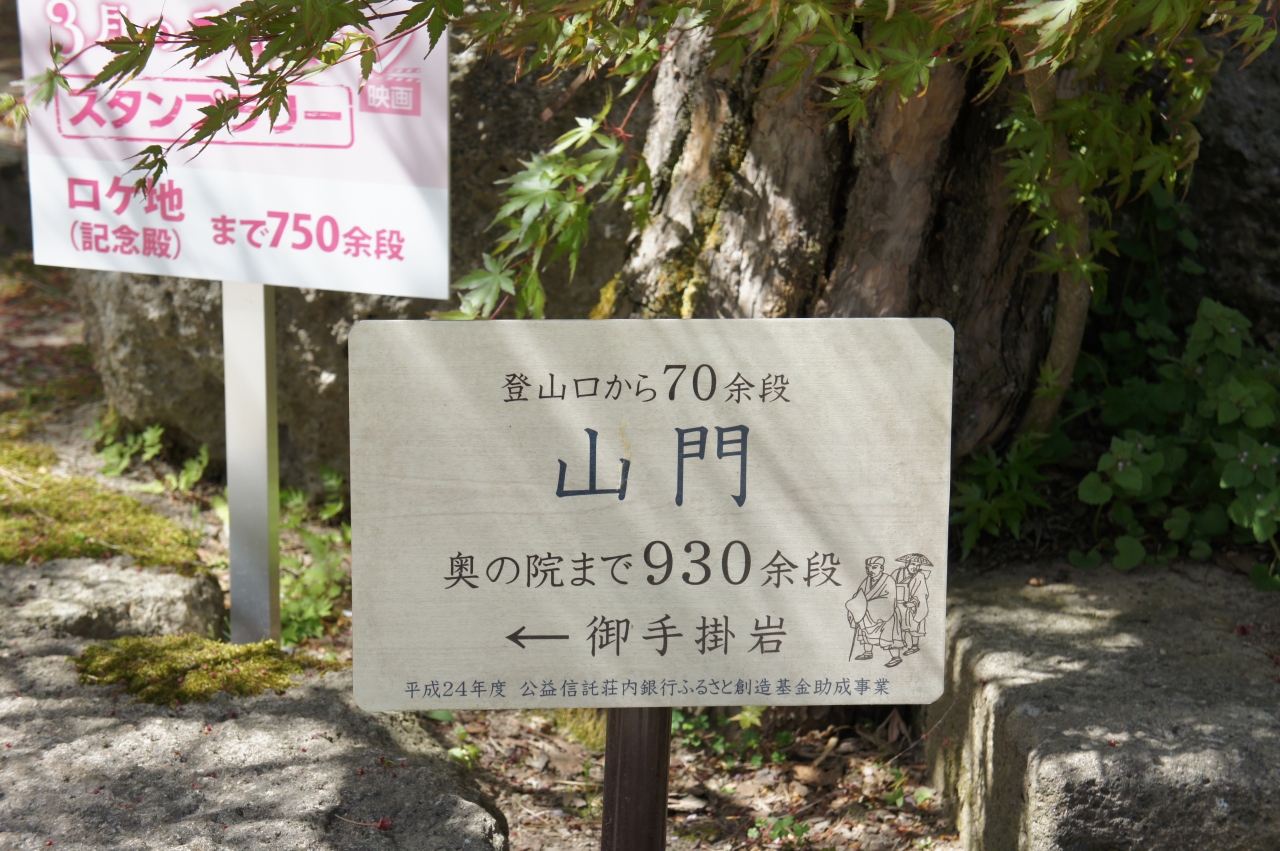 3月の
スタンプラリー
映画
ロケ地
(記念殿)
まで750余段
登山口から70余段
山門
奥の院まで930余段
← 御手掛岩
平成24年度 公益信託荘内銀行ふるさと創造基金助成事業